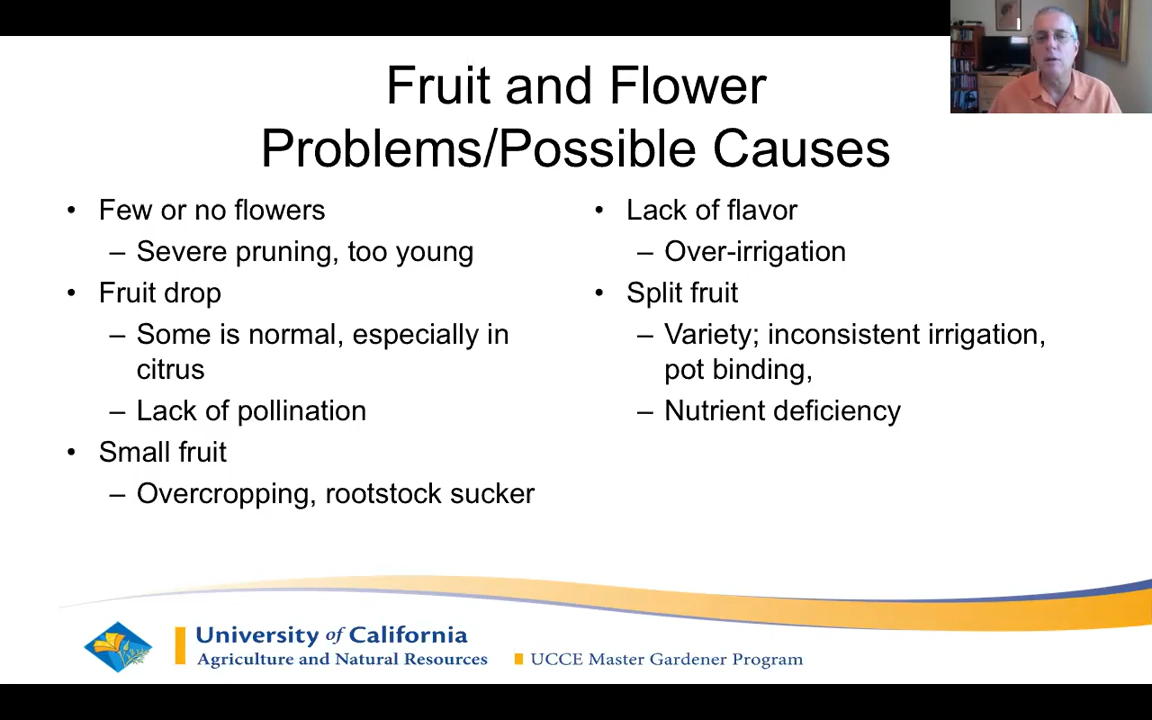 Fruit and Flower
Problems/Possible Causes
• Few or no flowers
– Severe pruning, too young
• Fruit drop
– Some is normal, especially in
citrus
– Lack of pollination
• Small fruit
– Overcropping, rootstock sucker
• Lack of flavor
– Over-irrigation
• Split fruit
– Variety; inconsistent irrigation,
pot binding,
– Nutrient deficiency
University of California
Agriculture and Natural Resources
UCCE Master Gardener Program